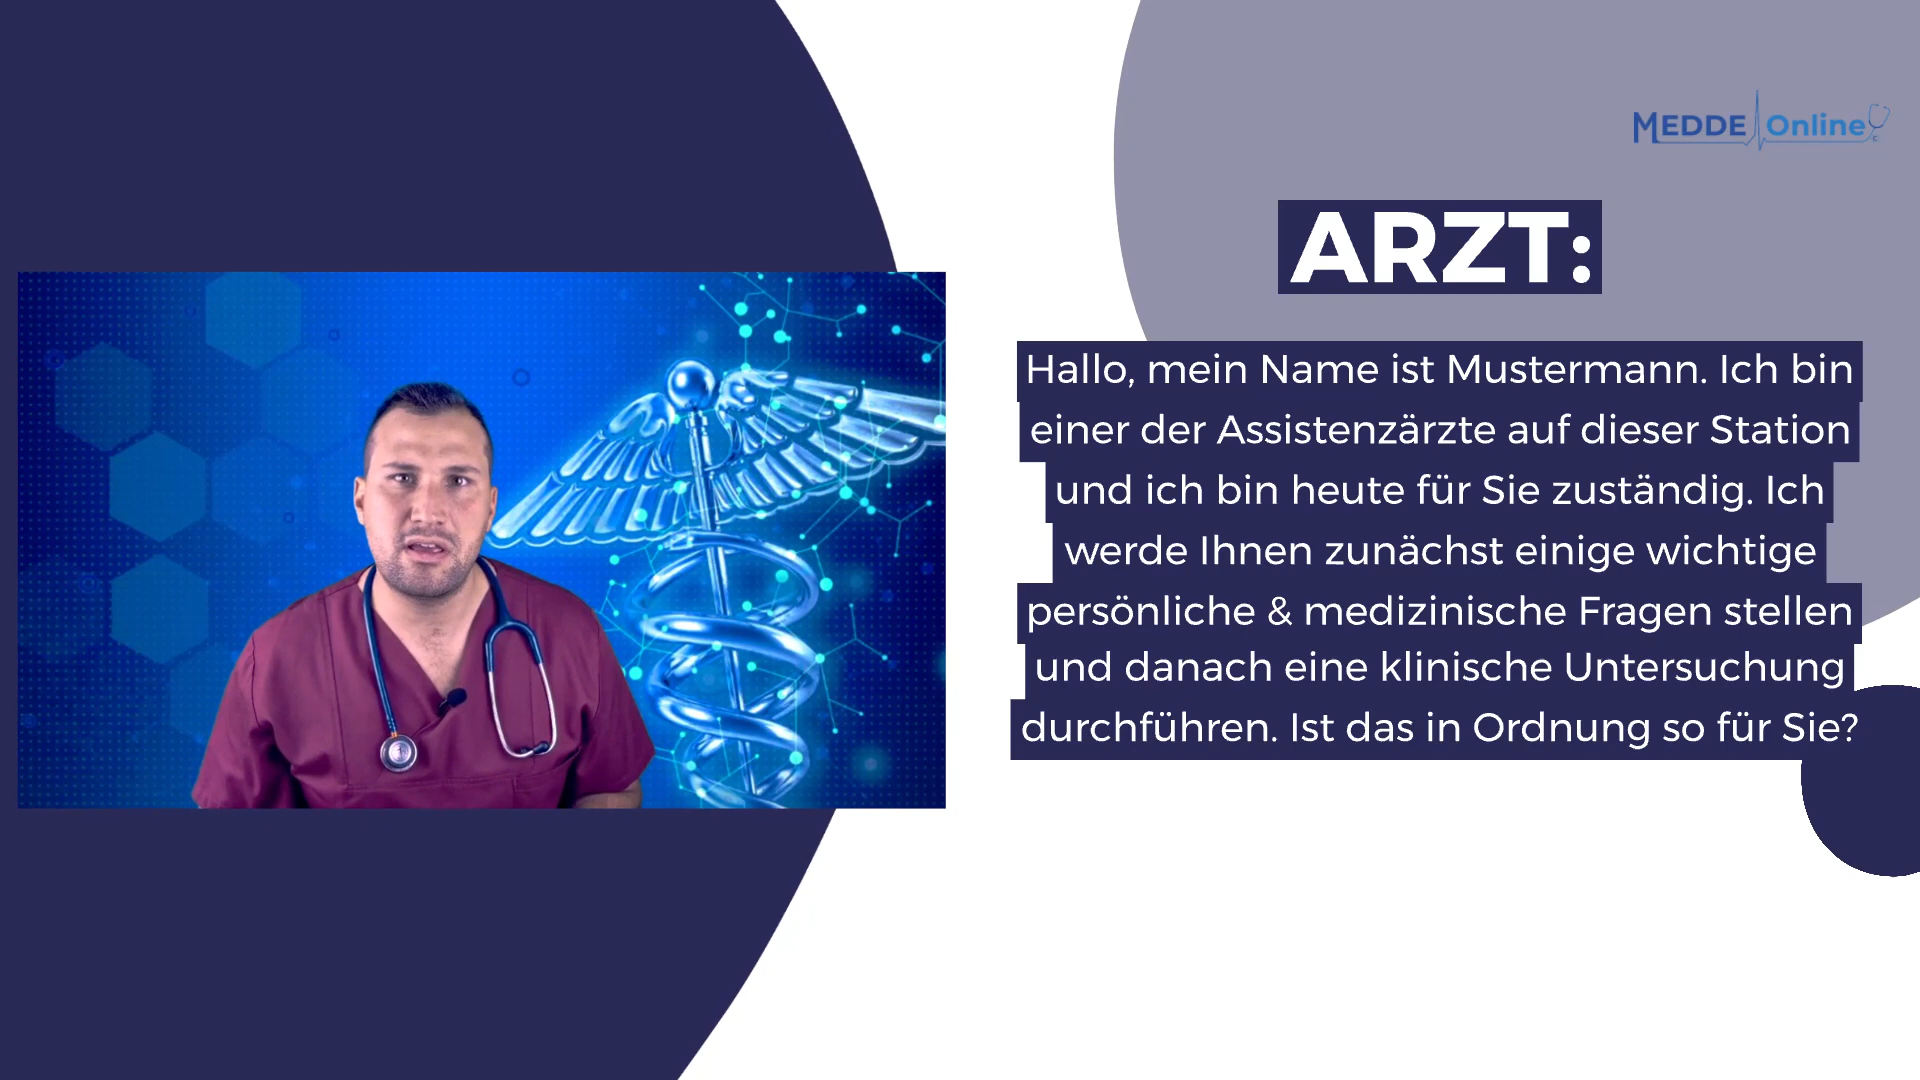 MEDDE Online
ARZT:
Hallo, mein Name ist Mustermann. Ich bin
einer der Assistenzärzte auf dieser Station
und ich bin heute für Sie zuständig. Ich
werde Ihnen zunächst einige wichtige
persönliche & medizinische Fragen stellen
und danach eine klinische Untersuchung
durchführen. Ist das in Ordnung so für Sie?